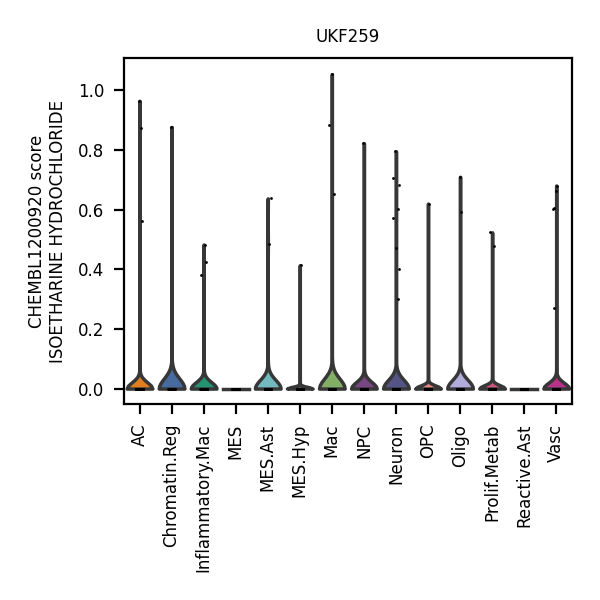 UKF259
CHEMBL1200920 score
ISOETHARINE HYDROCHLORIDE
1.0
0.8
0.6
0.4
0.2
0.0
AC
Chromatin.Reg
Inflammatory.Mac
MES
MES.Ast
MES.Hyp
Mac
NPC
Neuron
OPC
Oligo
Prolif.Metab
Reactive.Ast
Vasc